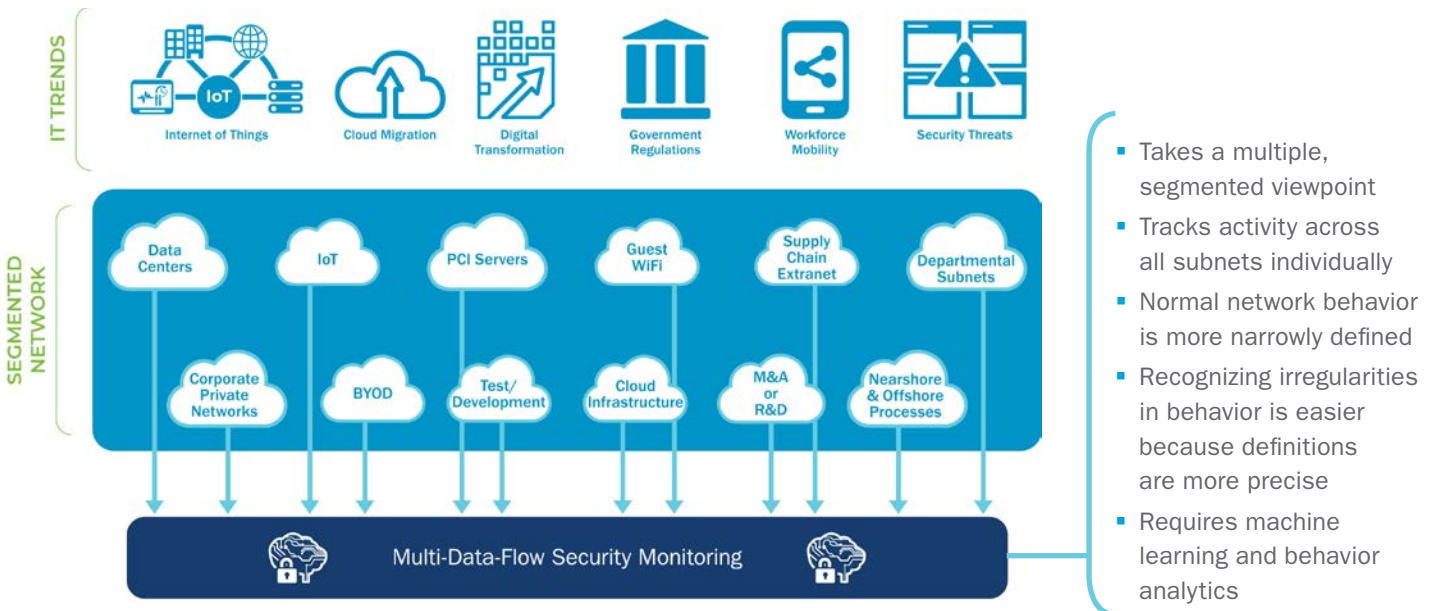 IT TRENDS
IoT
Internet of Things
Cloud Migration
Digital
Transformation
Government
Regulations
Workforce
Mobility
Security Threats
SEGMENTED
NETWORK
Data
Centers
IoT
PCI Servers
Guest
WiFi
Supply
Chain
Extranet
Departmental
Subnets
Corporate
Private
Networks
BYOD
Test/
Development
Cloud
Infrastructure
M&A
or
R&D
Nearshore
& Offshore
Processes
Multi-Data-Flow Security Monitoring
▪ Takes a multiple,
segmented viewpoint
▪ Tracks activity across
all subnets individually
▪ Normal network behavior
is more narrowly defined
▪ Recognizing irregularities
in behavior is easier
because definitions
are more precise
▪ Requires machine
learning and behavior
analytics